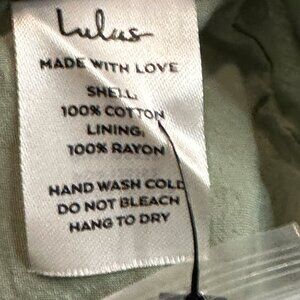 Lulus
MADE WITH LOVE
SHELL:
100% COTTON
LINING:
100% RAYON
HAND WASH COLD
DO NOT BLEACH
HANG TO DRY